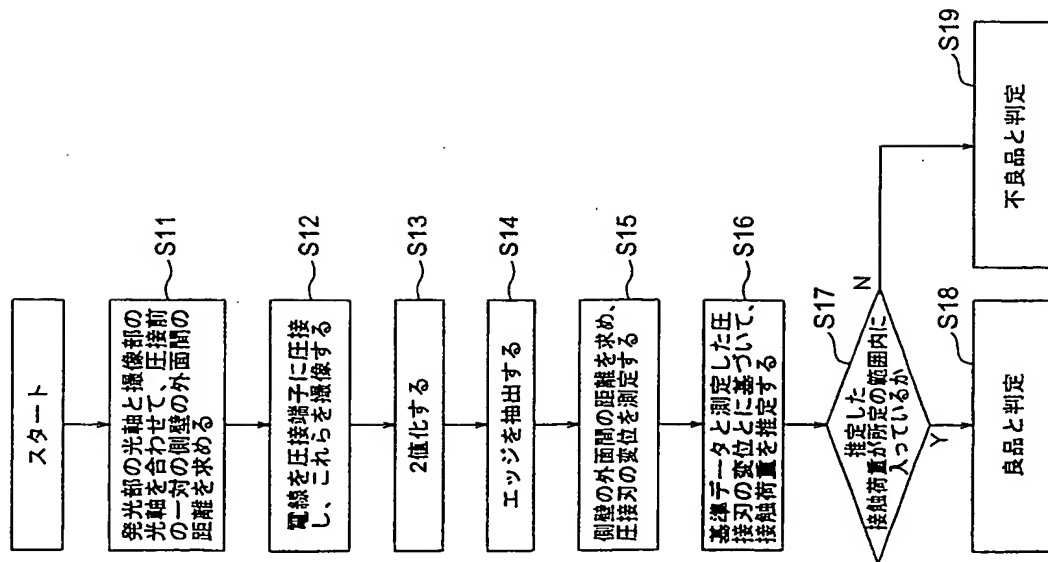 スタート
発光部の光軸と撮像部の
光軸を合わせて、圧接前
の一対の側壁の外面間の
距離を求める
S11
電線を圧接端子に圧接
し、これらを撮像する
S12
2値化する
S13
エッジを抽出する
S14
側壁の外面間の距離を求め、
圧接刃の変位を測定する
S15
基準データと測定した圧
接刃の変位とに基づいて、
接触荷重を推定する
S16
推定した
接触荷重が所定の範囲内に
入っているか
S17
N
Y
良品と判定
S18
不良品と判定
S19